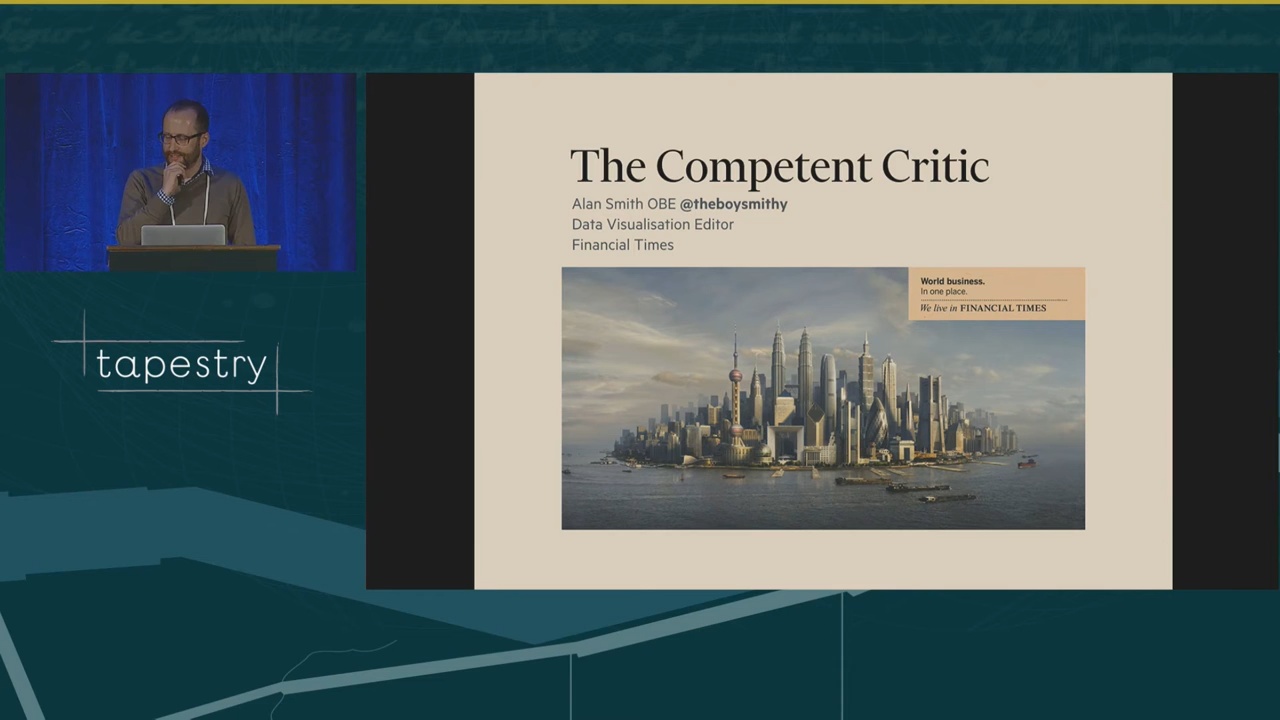 tapestry
The Competent Critic
Alan Smith OBE @theboysmithy
Data Visualisation Editor
Financial Times
World business.
In one place.
We live in FINANCIAL TIMES